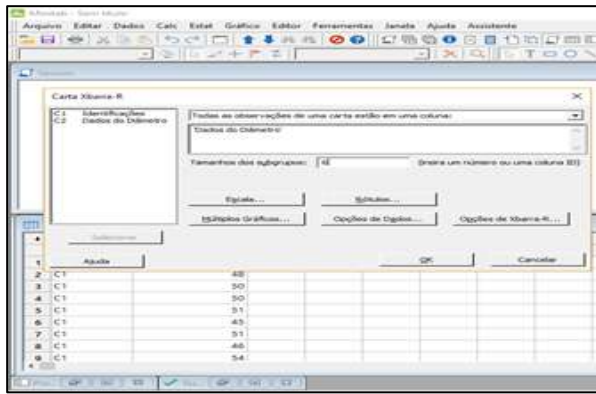 Minitab - Sem título
Arquivo Editar Dados Calc Estat Gráfico Editor Ferramentas Janela Ajuda Assistente
Carta Xbarra-R
C1 Identificações
C2 Dados do Diâmetro
Todas as observações de uma carta estão em uma coluna:
'Dados do Diâmetro'
Tamanhos dos subgrupos:
(insira um número ou uma coluna ID)
Escala...
Rótulos...
Múltiplos Gráficos...
Opções de Dados...
Opções de Xbarra-R...
Selecionar
Ajuda
OK
Cancelar
1
2 C1 48
3 C1 50
4 C1 50
5 C1 51
6 C1 45
7 C1 51
8 C1 46
9 C1 54